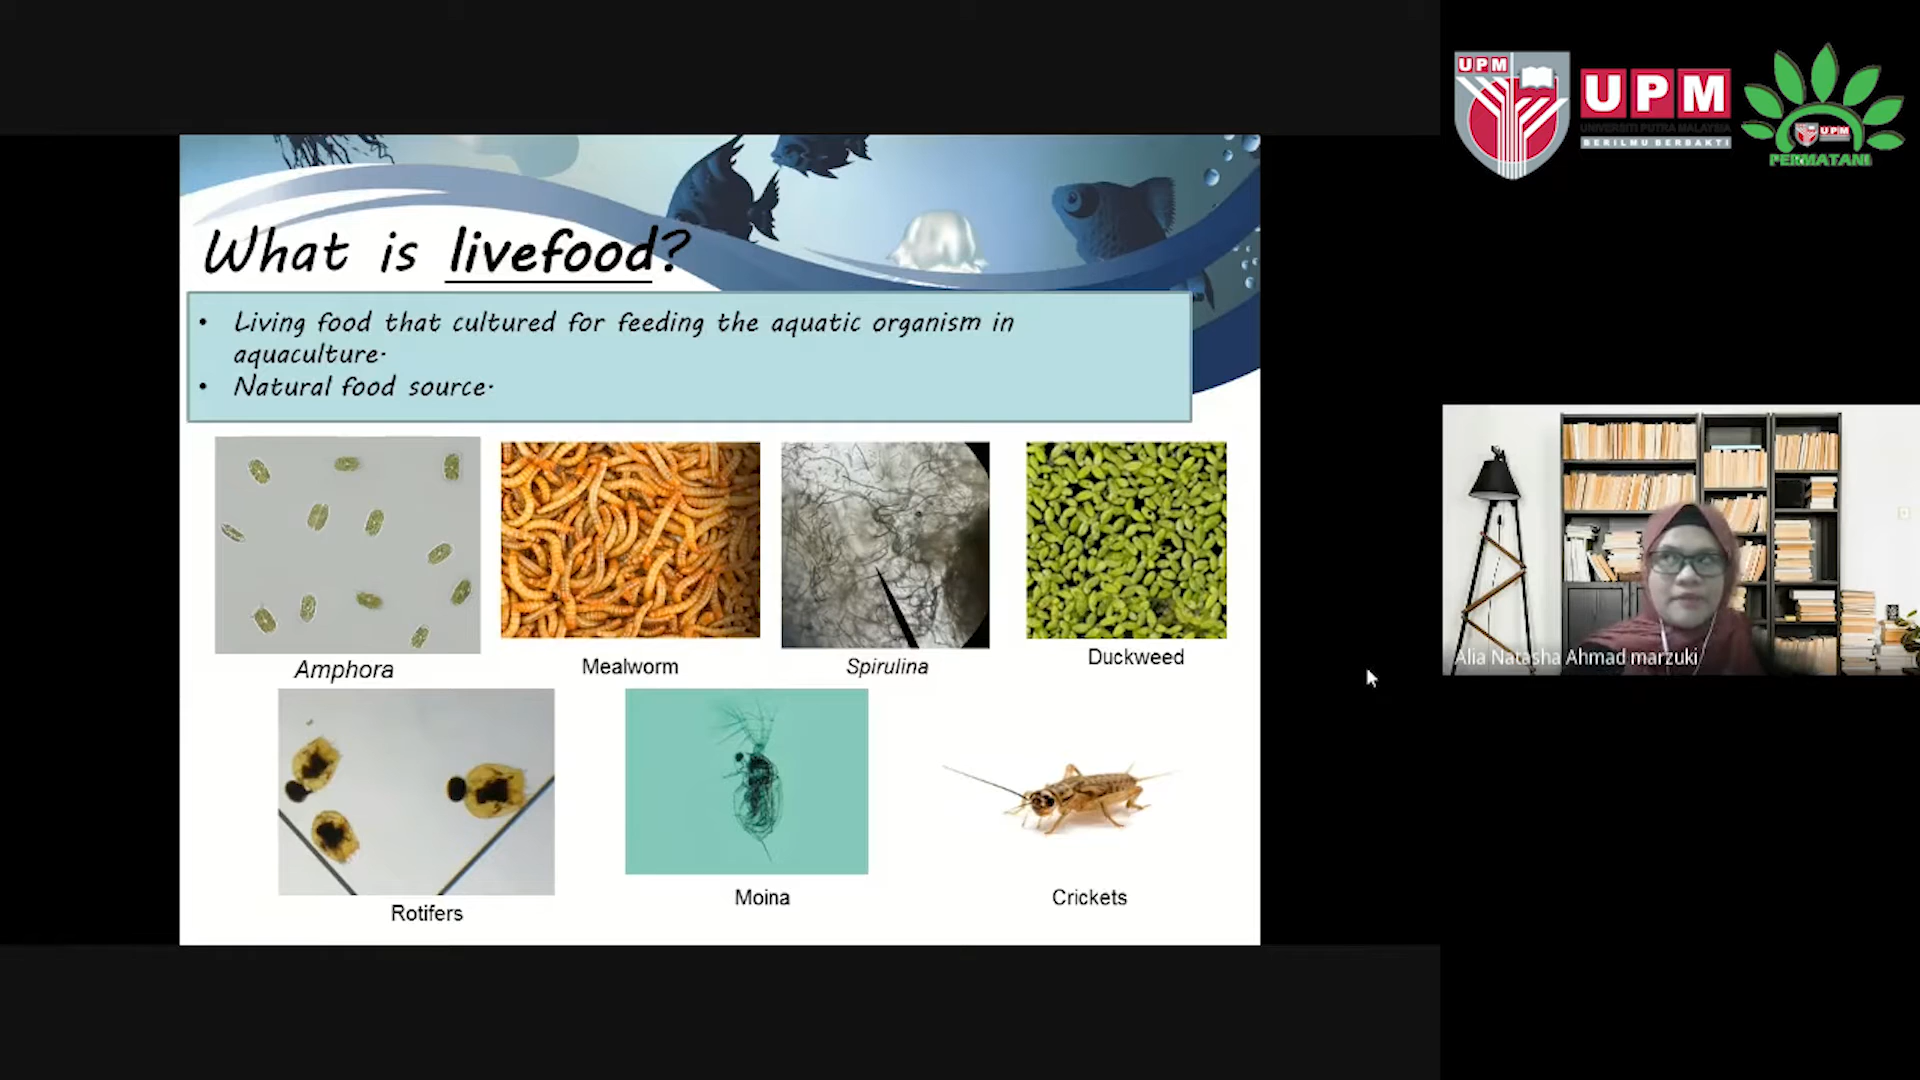 UPM
UPM
UNIVERSITI PUTRA MALAYSIA
BERILMU BERBAKTI
UPM
PERMATANI
What is livefood?
• Living food that cultured for feeding the aquatic organism in
aquaculture.
• Natural food source.
Amphora
Mealworm
Spirulina
Duckweed
Rotifers
Moina
Crickets
Alia Natasha Ahmad marzuki